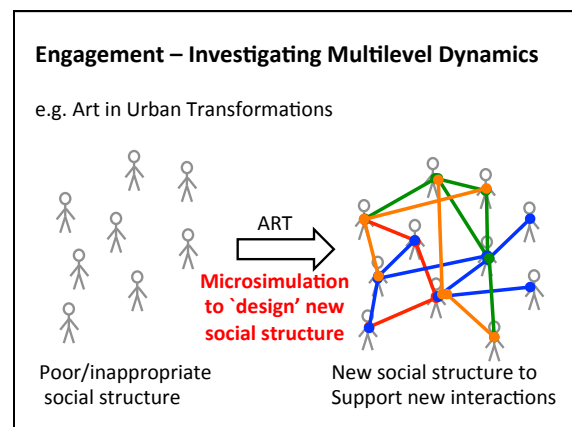 Engagement – Investigating Multilevel Dynamics
e.g. Art in Urban Transformations
ART
Microsimulation
to `design’ new
social structure
Poor/inappropriate
social structure
New social structure to
Support new interactions